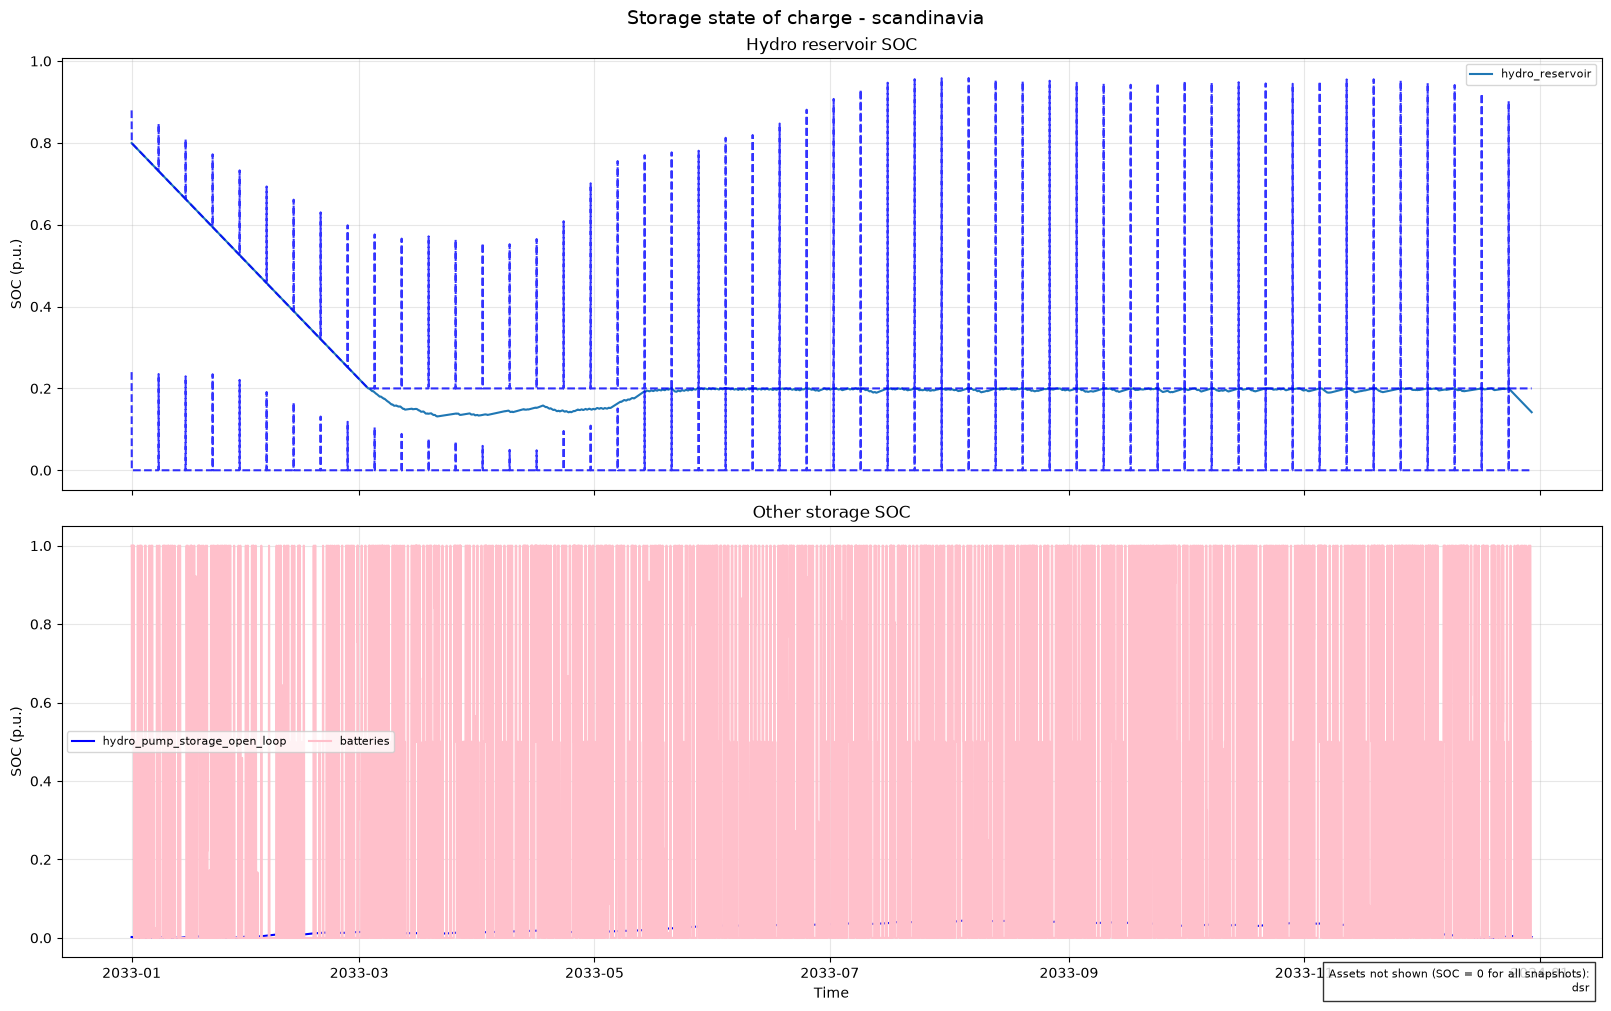 Storage state of charge - scandinavia
Hydro reservoir SOC
hydro_reservoir
SOC (p.u.)
1.0
0.8
0.6
0.4
0.2
0.0
Other storage SOC
hydro_pump_storage_open_loop
batteries
SOC (p.u.)
1.0
0.8
0.6
0.4
0.2
0.0
2033-01
2033-03
2033-05
2033-07
2033-09
2033-1
Time
Assets not shown (SOC = 0 for all snapshots):
dsr